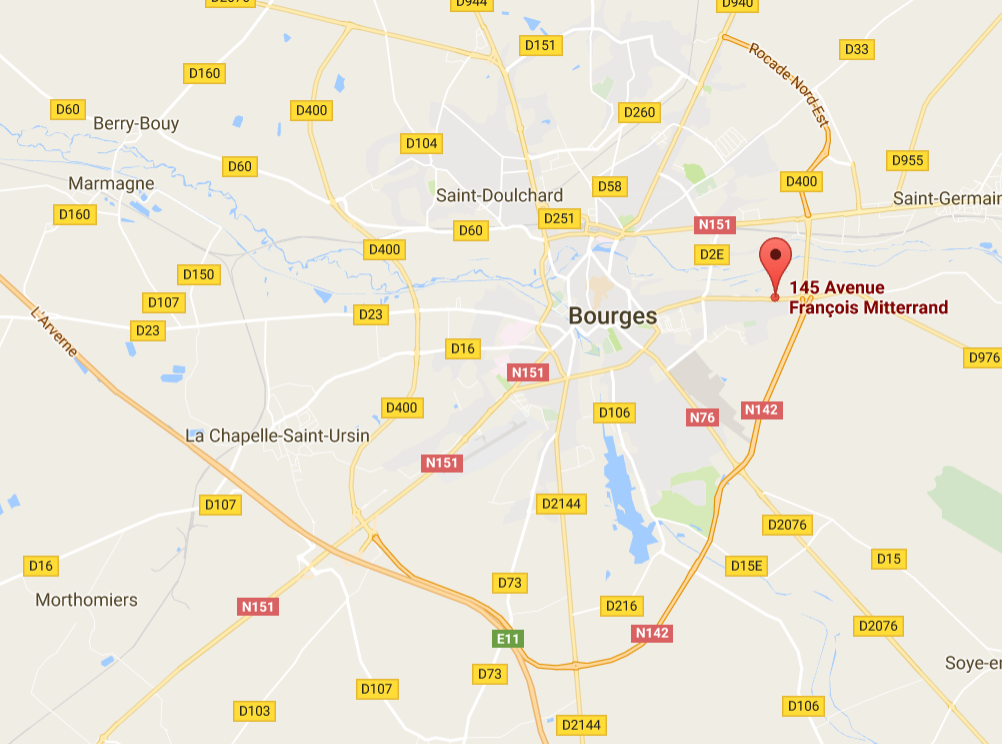 D2076
D944
D940
D151
D33
Rocade Nord-Est
D160
D60
D400
D260
Berry-Bouy
D104
D60
D955
Marmagne
D58
D400
Saint-Doulchard
Saint-Germain
D160
D251
N151
D60
D400
D2E
D150
145 Avenue
François Mitterrand
D107
D23
D23
Bourges
L'Arverne
D16
D976
N151
D400
D106
N142
N76
La Chapelle-Saint-Ursin
N151
D107
D2144
D2076
D16
D15E
D15
D73
Morthomiers
N151
D216
D2076
E11
N142
D73
Soye-en
D107
D103
D106
D2144